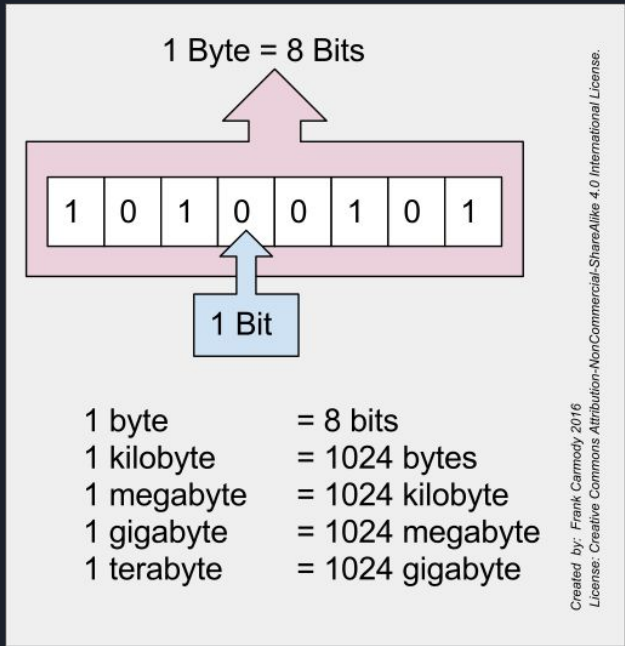 1 Byte = 8 Bits
1 0 1 0 0 1 0 1
1 Bit
1 byte = 8 bits
1 kilobyte = 1024 bytes
1 megabyte = 1024 kilobyte
1 gigabyte = 1024 megabyte
1 terabyte = 1024 gigabyte
Created by: Frank Carmody 2016
License: Creative Commons Attribution-NonCommercial-ShareAlike 4.0 International License.